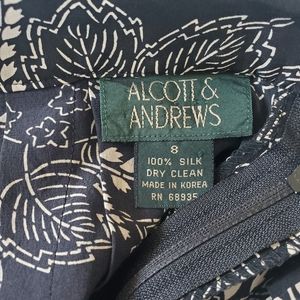 ALCOTT &
ANDREWS
8
100% SILK
DRY CLEAN
MADE IN KOREA
RN 68935